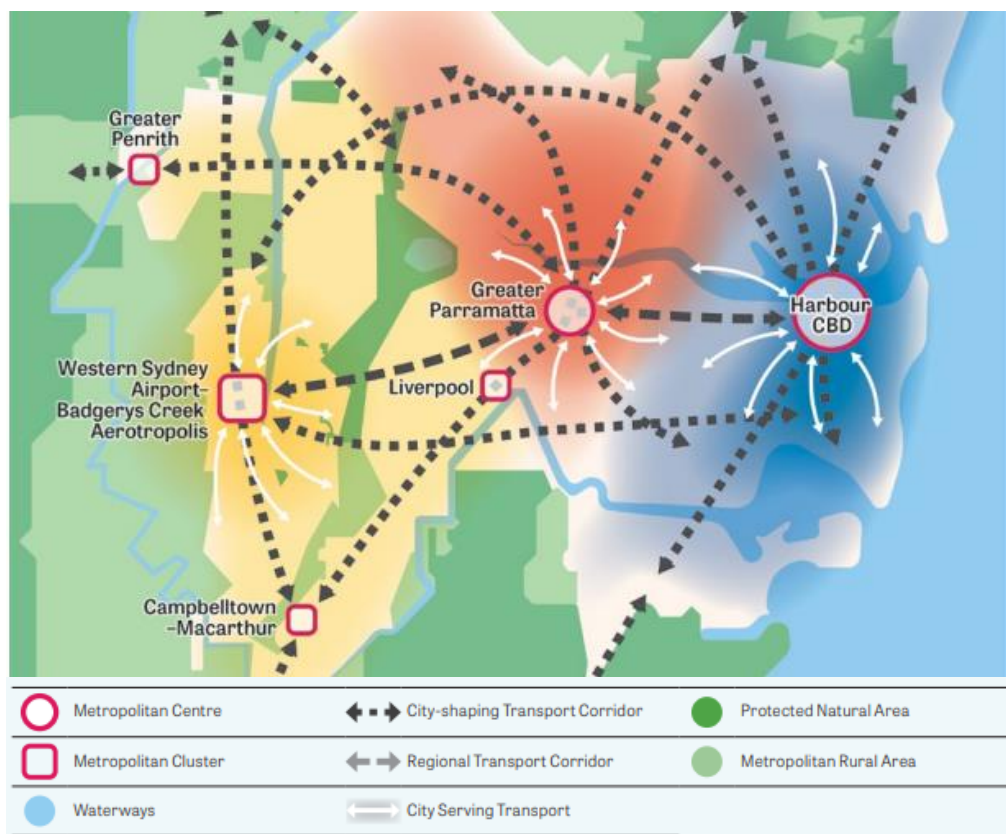 Greater
Penrith
Greater
Parramatta
Harbour
CBD
Western Sydney
Airport–
Badgerys Creek
Aerotropolis
Liverpool
Campbelltown
–Macarthur
Metropolitan Centre
City-shaping Transport Corridor
Protected Natural Area
Metropolitan Cluster
Regional Transport Corridor
Metropolitan Rural Area
Waterways
City Serving Transport